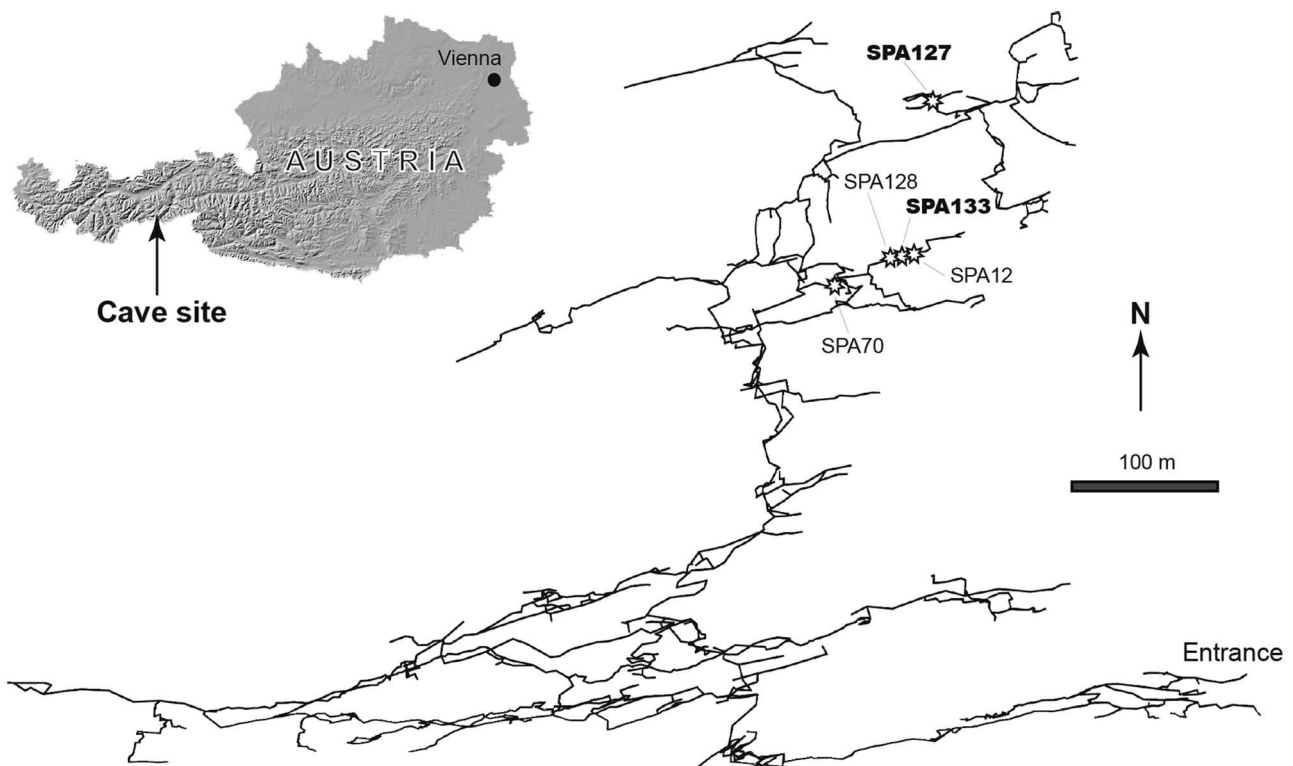 Vienna
AUSTRIA
Cave site
SPA127
SPA128
SPA133
SPA12
SPA70
N
100 m
Entrance